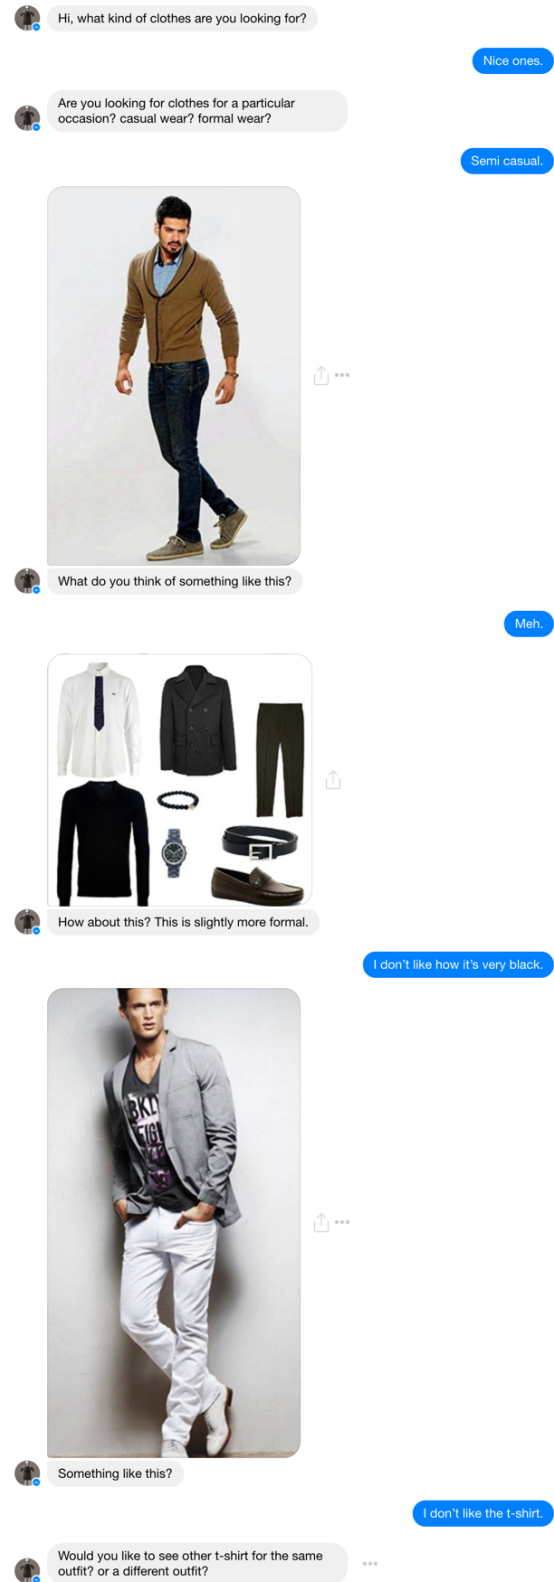 Hi, what kind of clothes are you looking for?
Nice ones.
Are you looking for clothes for a particular
occasion? casual wear? formal wear?
Semi casual.
What do you think of something like this?
Meh.
How about this? This is slightly more formal.
I don't like how it's very black.
Something like this?
I don't like the t-shirt.
Would you like to see other t-shirt for the same
outfit? or a different outfit?